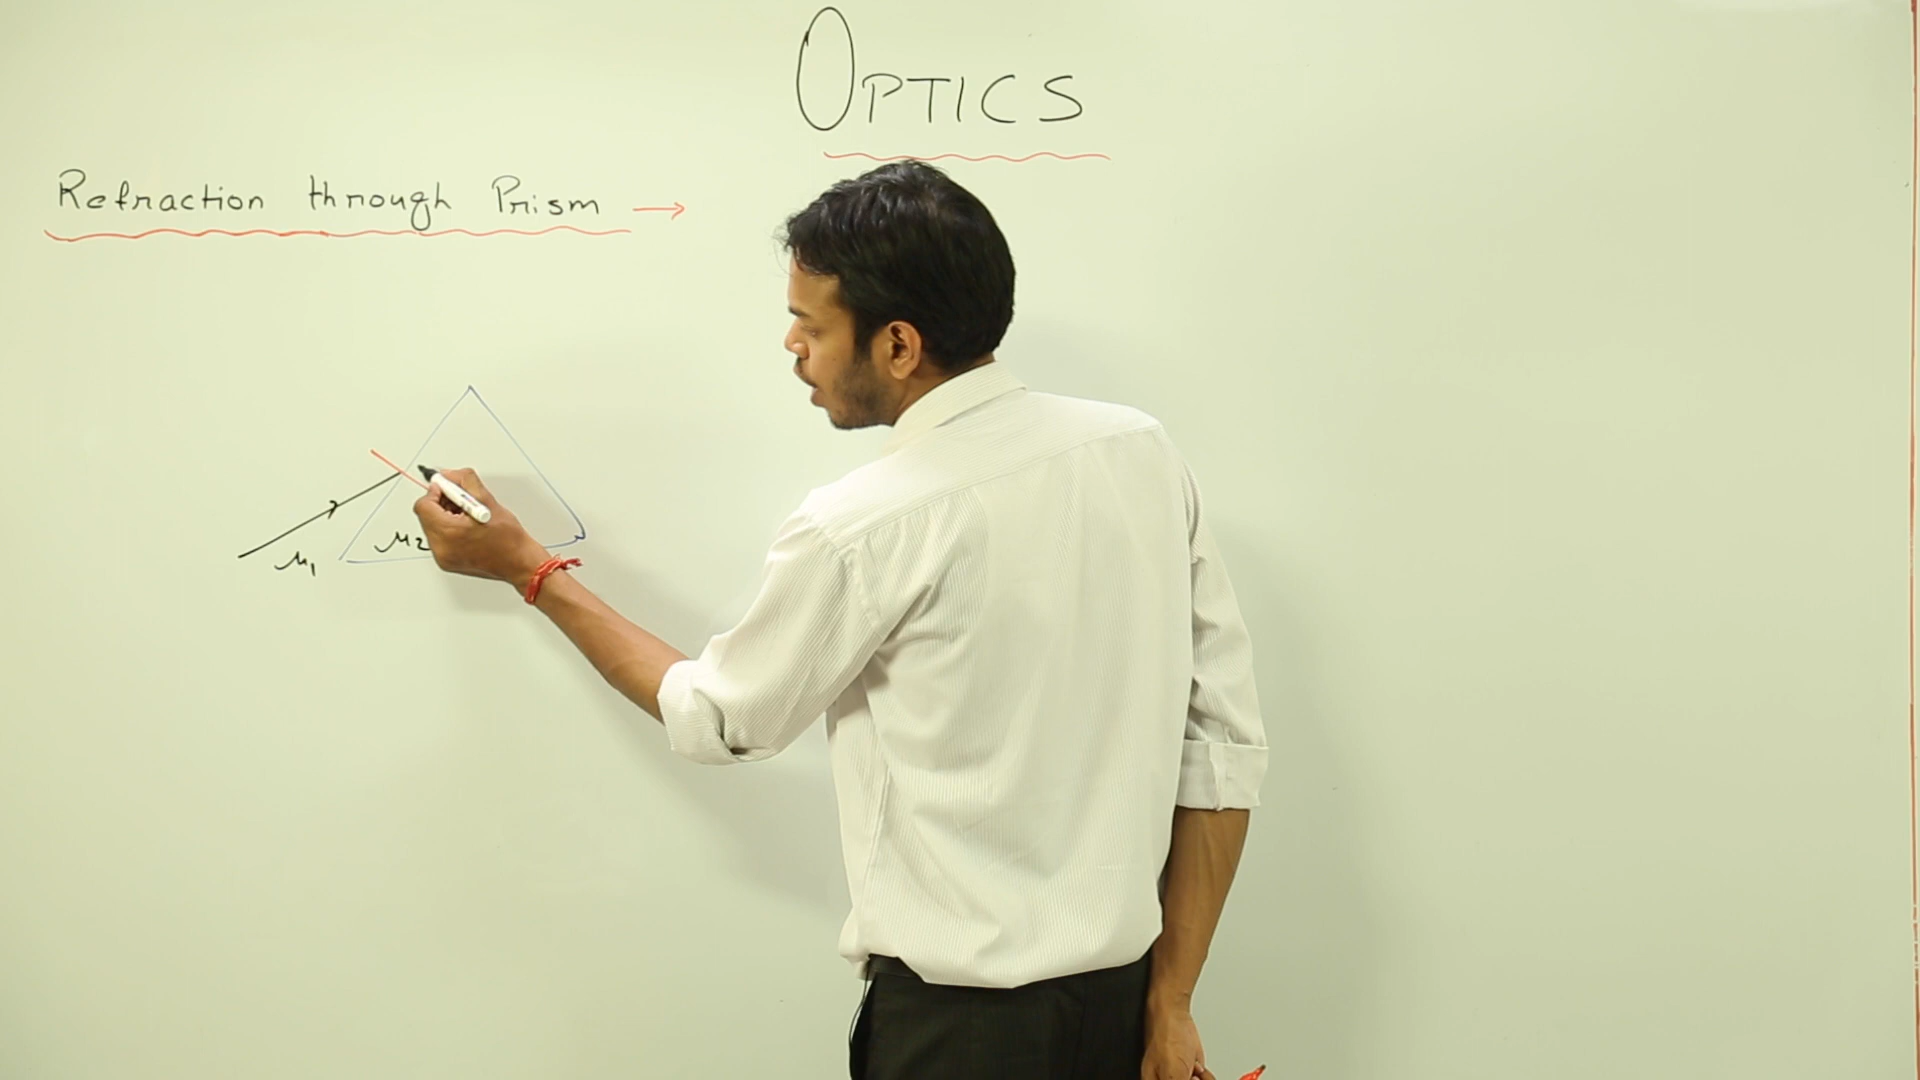 OPTICS
Refraction through Prism →
μ1 μ2